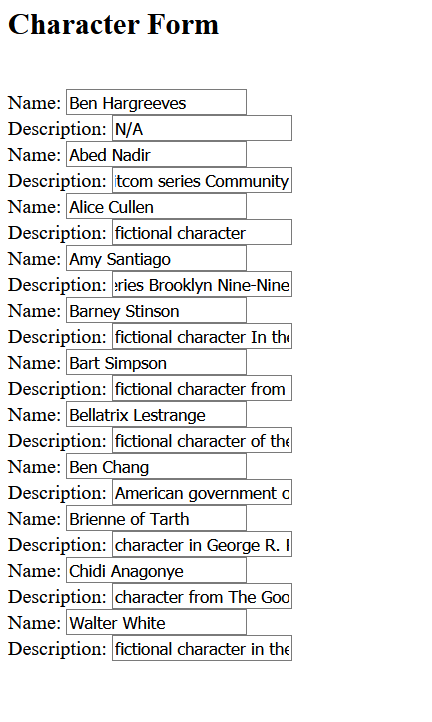 Character Form
Name: Ben Hargreeves
Description: N/A
Name: Abed Nadir
Description: itcom series Community
Name: Alice Cullen
Description: fictional character
Name: Amy Santiago
Description: eries Brooklyn Nine-Nine
Name: Barney Stinson
Description: fictional character In the
Name: Bart Simpson
Description: fictional character from
Name: Bellatrix Lestrange
Description: fictional character of the
Name: Ben Chang
Description: American government c
Name: Brienne of Tarth
Description: character in George R.
Name: Chidi Anagonye
Description: character from The Goo
Name: Walter White
Description: fictional character in the